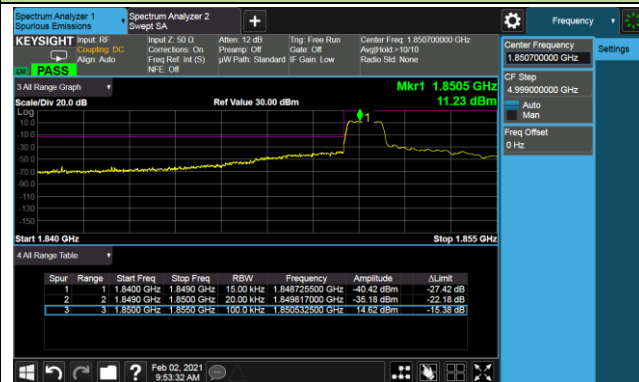 Spectrum Analyzer 1
Spurious Emissions
Spectrum Analyzer 2
Swept SA
Frequency
KEYSIGHT
Input: RF
Coupling: DC
Align: Auto
PASS
Input Z: 50 Ω
Corrections: On
Freq Ref: Int (S)
NFE: Off
Atten: 12 dB
Preamp: Off
µW Path: Standard
Trig: Free Run
Gate: Off
IF Gain: Low
Center Freq: 1.850700000 GHz
Avg|Hold:>10/10
Radio Std: None
Center Frequency
1.850700000 GHz
Settings
CF Step
4.999000000 GHz
Auto
Man
Freq Offset
0 Hz
3 All Range Graph
Mkr1 1.8505 GHz
11.23 dBm
Scale/Div 20.0 dB
Ref Value 30.00 dBm
Log
10.0
-10.0
-30.0
-50.0
-70.0
-90.0
-110
-130
-150
1
Start 1.840 GHz
Stop 1.855 GHz
4 All Range Table
Spur Range Start Freq Stop Freq RBW Frequency Amplitude ΔLimit
1 1 1.8400 GHz 1.8490 GHz 15.00 kHz 1.848725500 GHz -40.42 dBm -27.42 dB
2 2 1.8490 GHz 1.8500 GHz 20.00 kHz 1.849817000 GHz -35.18 dBm -22.18 dB
3 3 1.8500 GHz 1.8550 GHz 100.0 kHz 1.850532500 GHz 14.62 dBm -15.38 dB
Feb 02, 2021
9:53:32 AM